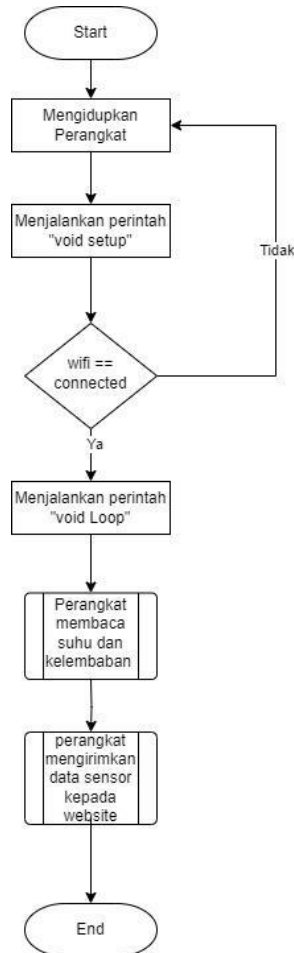 Start
Mengidupkan
Perangkat
Menjalankan perintah
"void setup"
Tidak
wifi ==
connected
Ya
Menjalankan perintah
"void Loop"
Perangkat
membaca
suhu dan
kelembaban
perangkat
mengirimkan
data sensor
kepada
website
End